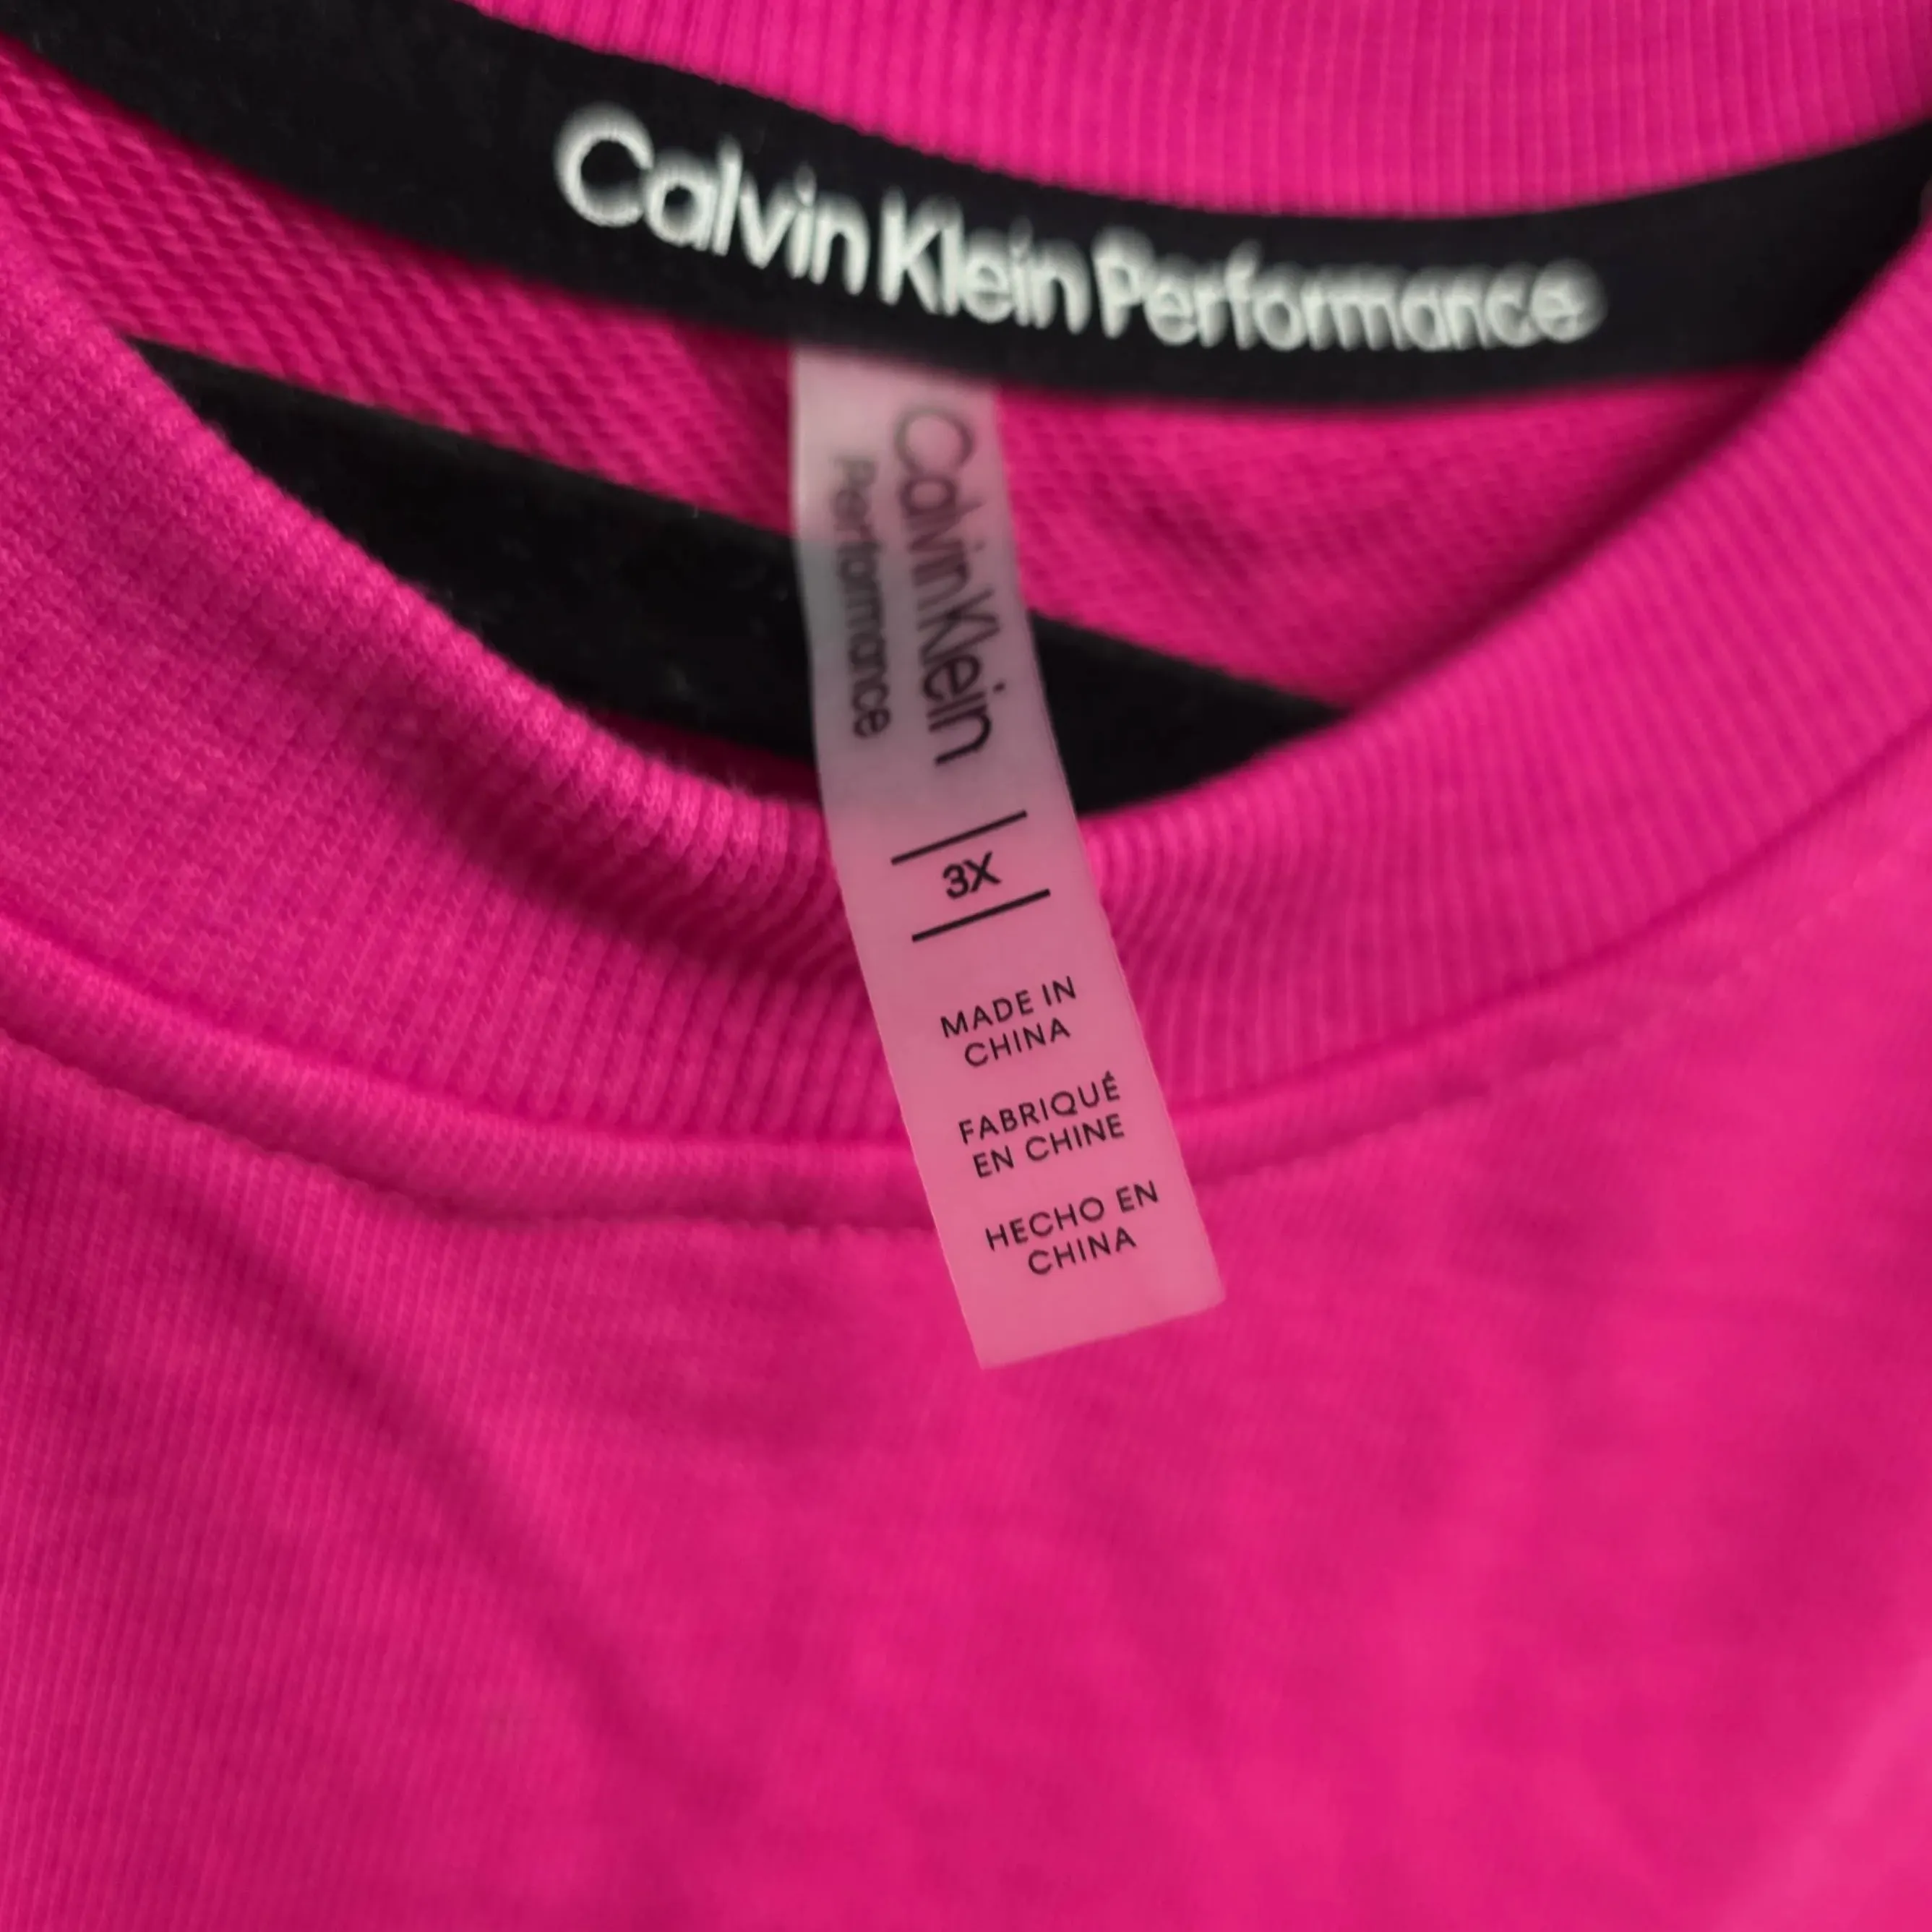 Calvin Klein Performance
Calvin Klein
Performance
3X
MADE IN
CHINA
FABRIQUÉ
EN CHINE
HECHO EN
CHINA